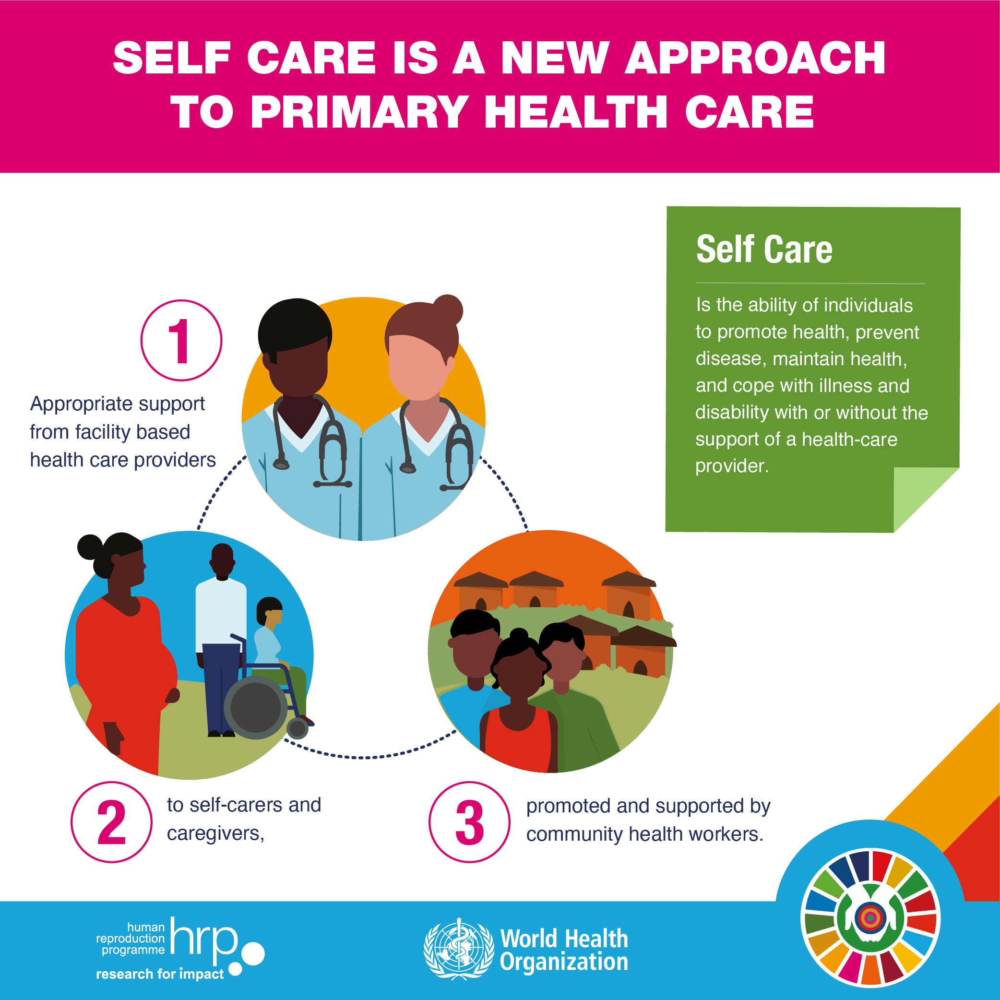 SELF CARE IS A NEW APPROACH
TO PRIMARY HEALTH CARE
Self Care
Is the ability of individuals
to promote health, prevent
disease, maintain health,
and cope with illness and
disability with or without the
support of a health-care
provider.
1
Appropriate support
from facility based
health care providers
2
to self-carers and
caregivers,
3
promoted and supported by
community health workers.
human
reproduction
programme
hrp
research for impact
World Health
Organization